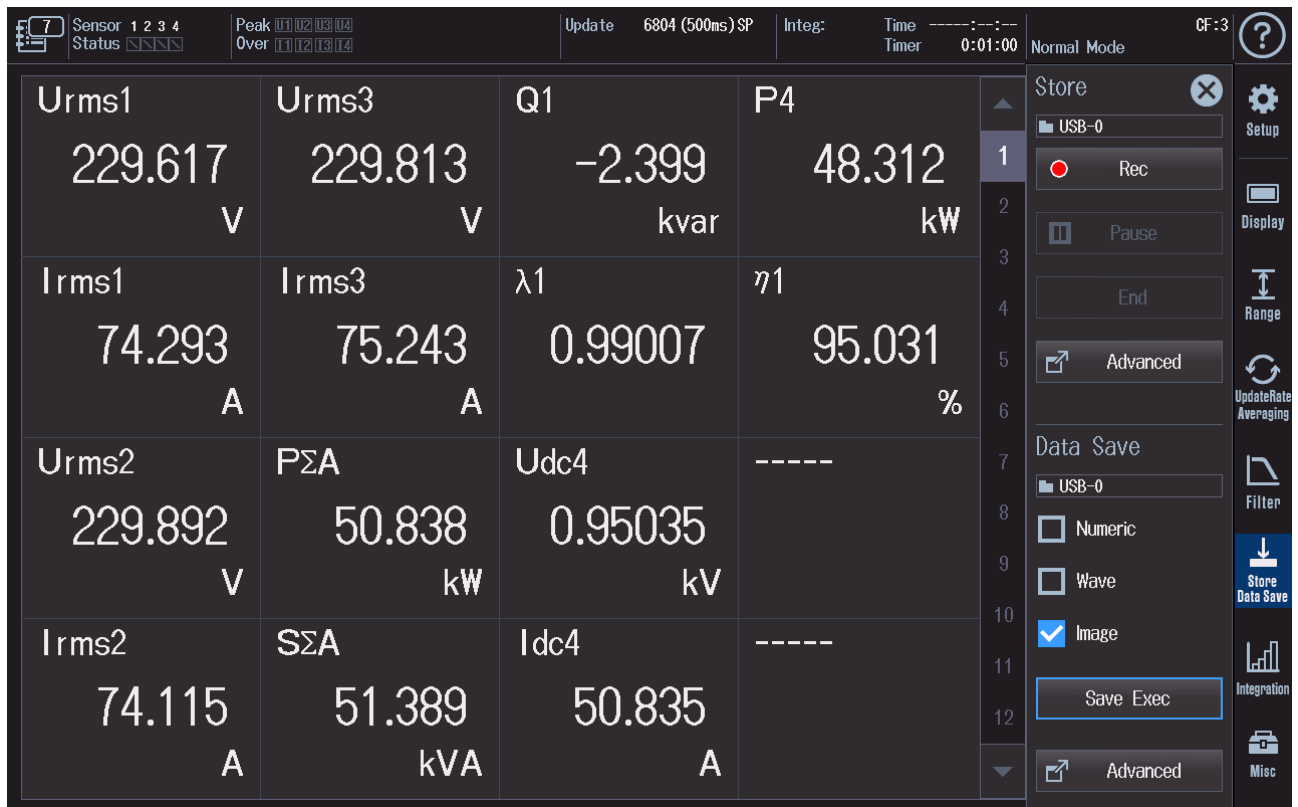 7 Sensor 1 2 3 4 Peak U1 U2 U3 U4 Update 6804 (500ms) SP Integ: Time -----:--:-- CF:3
Status Over I1 I2 I3 I4 Timer 0:01:00 Normal Mode ?
Urms1 Urms3 Q1 P4
229.617 229.813 -2.399 48.312
V V kvar kW
Irms1 Irms3 λ1 η1
74.293 75.243 0.99007 95.031
A A %
Urms2 PΣA Udc4 -----
229.892 50.838 0.95035
V kW kV
Irms2 SΣA Idc4 -----
74.115 51.389 50.835
A kVA A
1
2
3
4
5
6
7
8
9
10
11
12
Store
USB-0
Rec
Pause
End
Advanced
Data Save
USB-0
Numeric
Wave
Image
Save Exec
Advanced
Setup
Display
Range
UpdateRate
Averaging
Filter
Store
Data Save
Integration
Misc